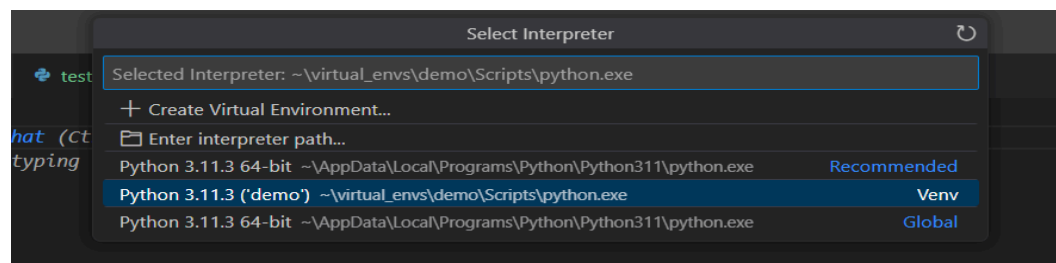 Select Interpreter
test
Selected Interpreter: ~\virtual_envs\demo\Scripts\python.exe
Create Virtual Environment...
hat (Ct
Enter interpreter path...
typing
Python 3.11.3 64-bit ~\AppData\Local\Programs\Python\Python311\python.exe Recommended
Python 3.11.3 ('demo') ~\virtual_envs\demo\Scripts\python.exe Venv
Python 3.11.3 64-bit ~\AppData\Local\Programs\Python\Python311\python.exe Global